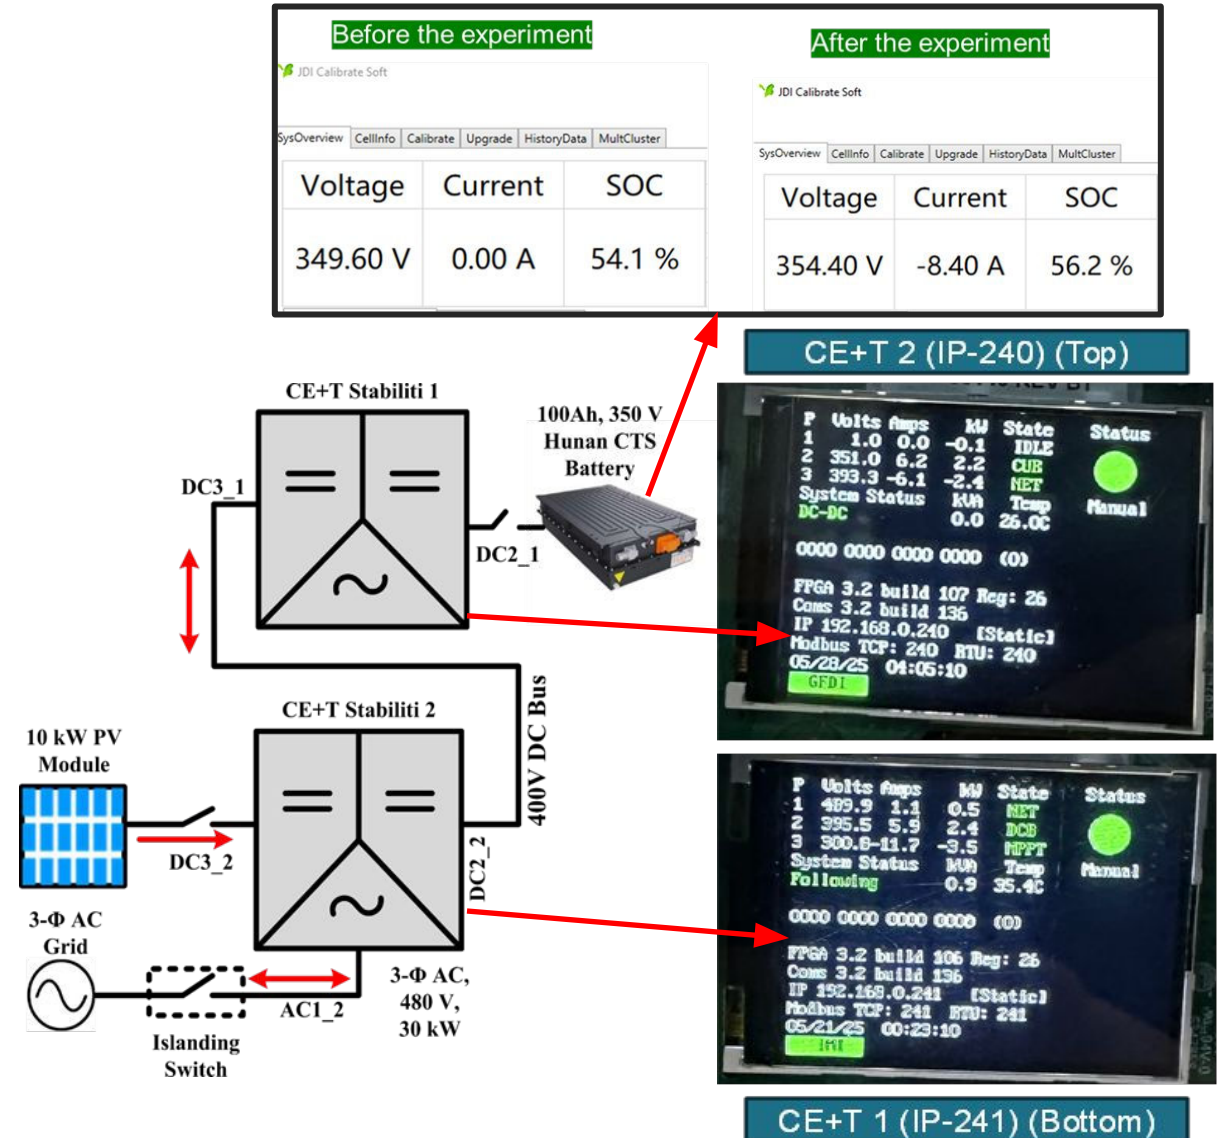 Before the experiment
After the experiment
JDI Calibrate Soft
SysOverview CellInfo Calibrate Upgrade HistoryData MultCluster
Voltage Current SOC
349.60 V 0.00 A 54.1 %
JDI Calibrate Soft
SysOverview CellInfo Calibrate Upgrade HistoryData MultCluster
Voltage Current SOC
354.40 V -8.40 A 56.2 %
CE+T 2 (IP-240) (Top)
P Volts Amps kW State Status
1 1.0 0.0 -0.1 IDLE
2 351.0 6.2 2.2 CUB
3 393.3 -6.1 -2.4 NET
System Status kVA Temp Manual
DC-DC 0.0 26.0C
0000 0000 0000 0000 (0)
FPGA 3.2 build 107 Reg: 26
Coms 3.2 build 136
IP 192.168.0.240 [Static]
Modbus TCP: 240 RTU: 240
05/28/25 04:05:10
GFDI
CE+T Stabiliti 1
100Ah, 350 V
Hunan CTS
Battery
DC3_1
DC2_1
400V DC Bus
CE+T Stabiliti 2
10 kW PV
Module
DC3_2
DC2_2
3-Φ AC
Grid
AC1_2
3-Φ AC,
480 V,
30 kW
Islanding
Switch
P Volts Amps kW State Status
1 489.9 1.1 0.5 NET
2 395.5 5.9 2.4 DCB
3 300.8 -11.7 -3.5 MPPT
System Status kVA Temp Manual
Following 0.9 35.4C
0000 0000 0000 0000 (0)
FPGA 3.2 build 106 Reg: 26
Coms 3.2 build 136
IP 192.168.0.241 [Static]
Modbus TCP: 241 RTU: 241
05/21/25 00:23:10
CE+T 1 (IP-241) (Bottom)